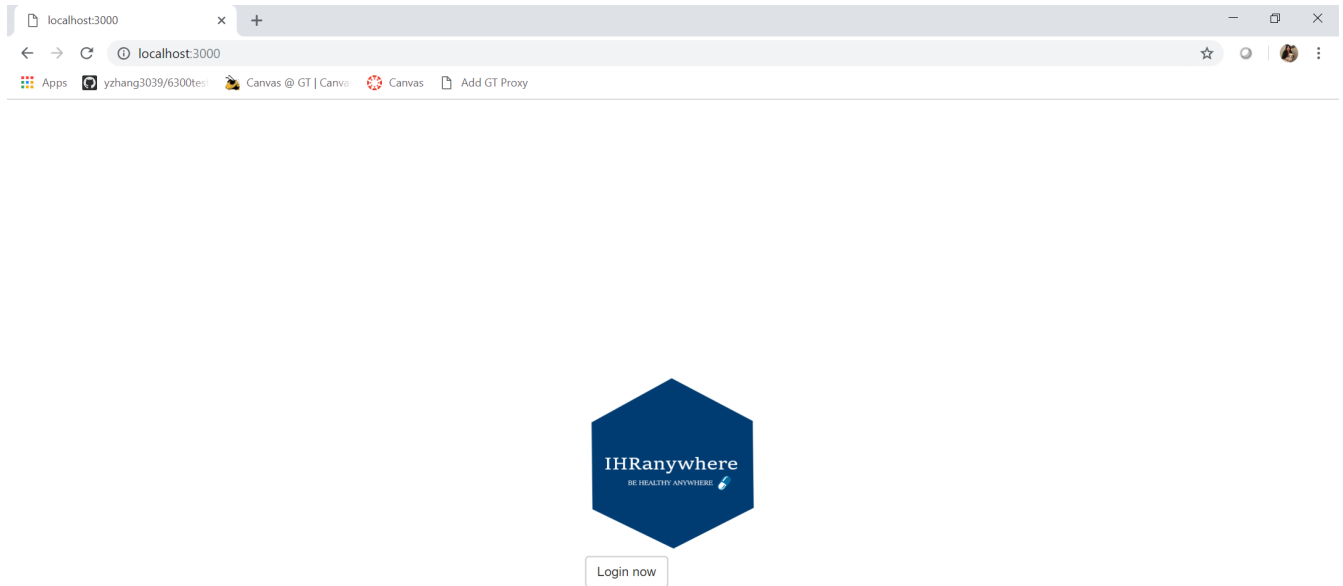 localhost:3000
localhost:3000
Apps yzhang3039/6300tes Canvas @ GT | Canva Canvas Add GT Proxy
IHRanywhere
BE HEALTHY ANYWHERE
Login now